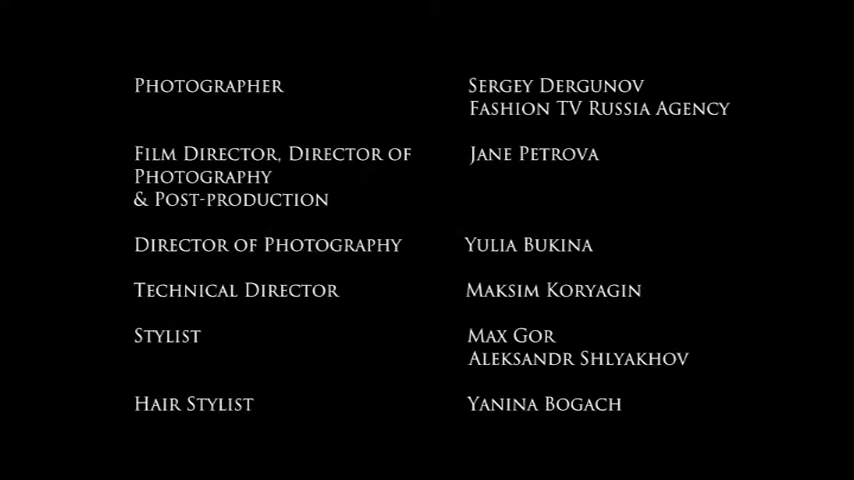 Photographer Sergey Dergunov
Fashion TV Russia Agency
Film Director, Director of Jane Petrova
Photography
& Post-production
Director of Photography Yulia Bukina
Technical Director Maksim Koryagin
Stylist Max Gor
Aleksandr Shlyakhov
Hair Stylist Yanina Bogach